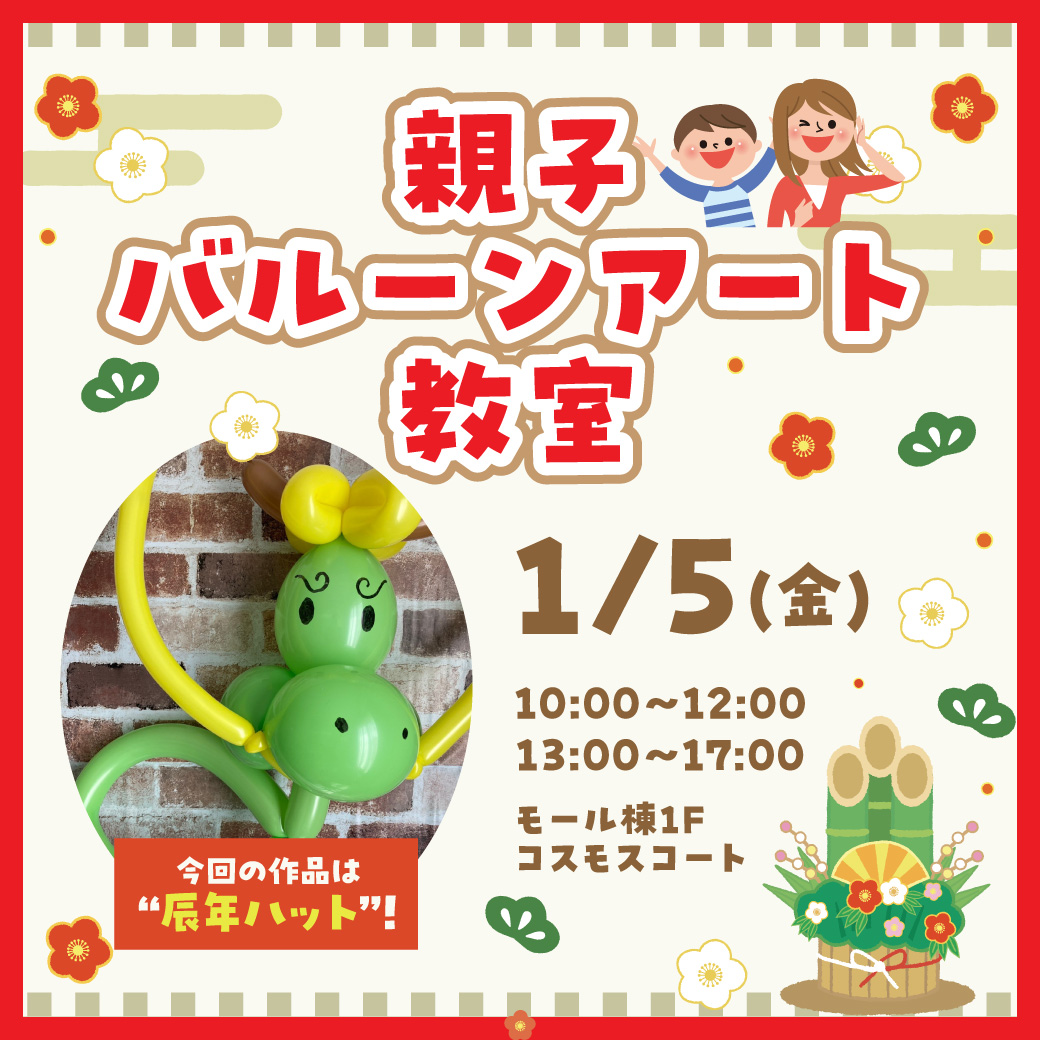 親子
バルーンアート
教室
1/5(金)
10:00～12:00
13:00～17:00
モール棟1F
コスモスコート
今回の作品は
“辰年ハット”!